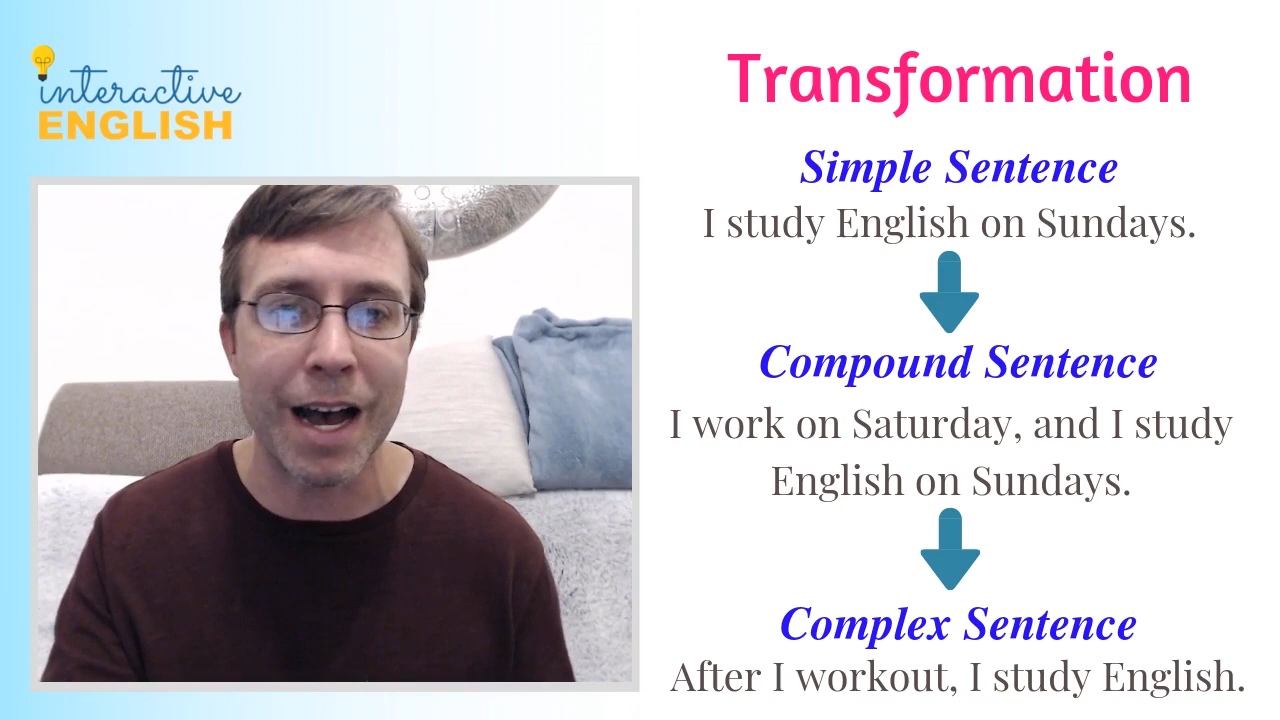 interactive
ENGLISH
Transformation
Simple Sentence
I study English on Sundays.
Compound Sentence
I work on Saturday, and I study
English on Sundays.
Complex Sentence
After I workout, I study English.